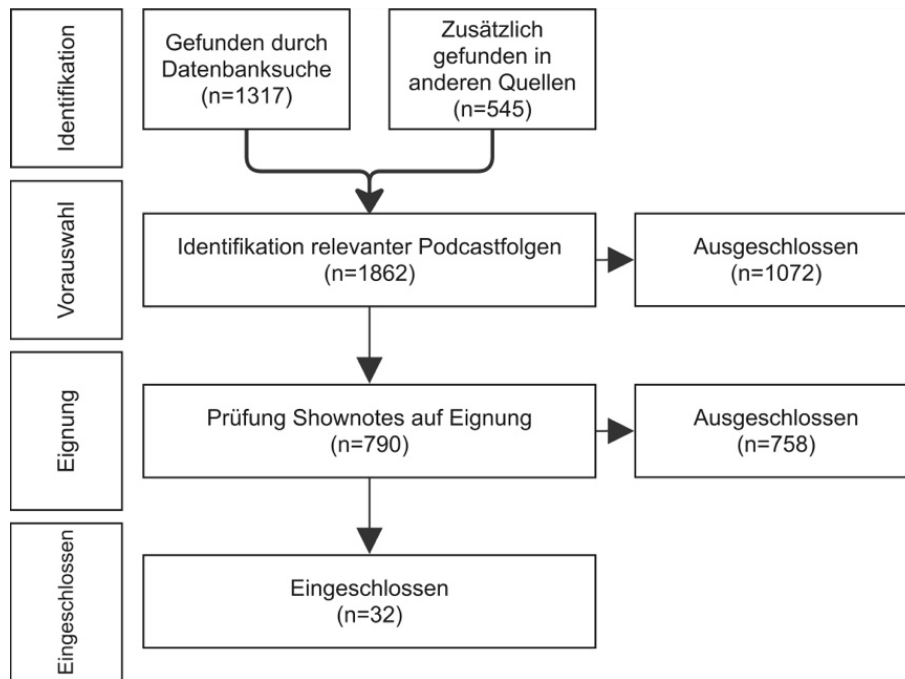 Identifikation
Gefunden durch
Datenbanksuche
(n=1317)
Zusätzlich
gefunden in
anderen Quellen
(n=545)
Vorauswahl
Identifikation relevanter Podcastfolgen
(n=1862)
Ausgeschlossen
(n=1072)
Eignung
Prüfung Shownotes auf Eignung
(n=790)
Ausgeschlossen
(n=758)
Eingeschlossen
Eingeschlossen
(n=32)